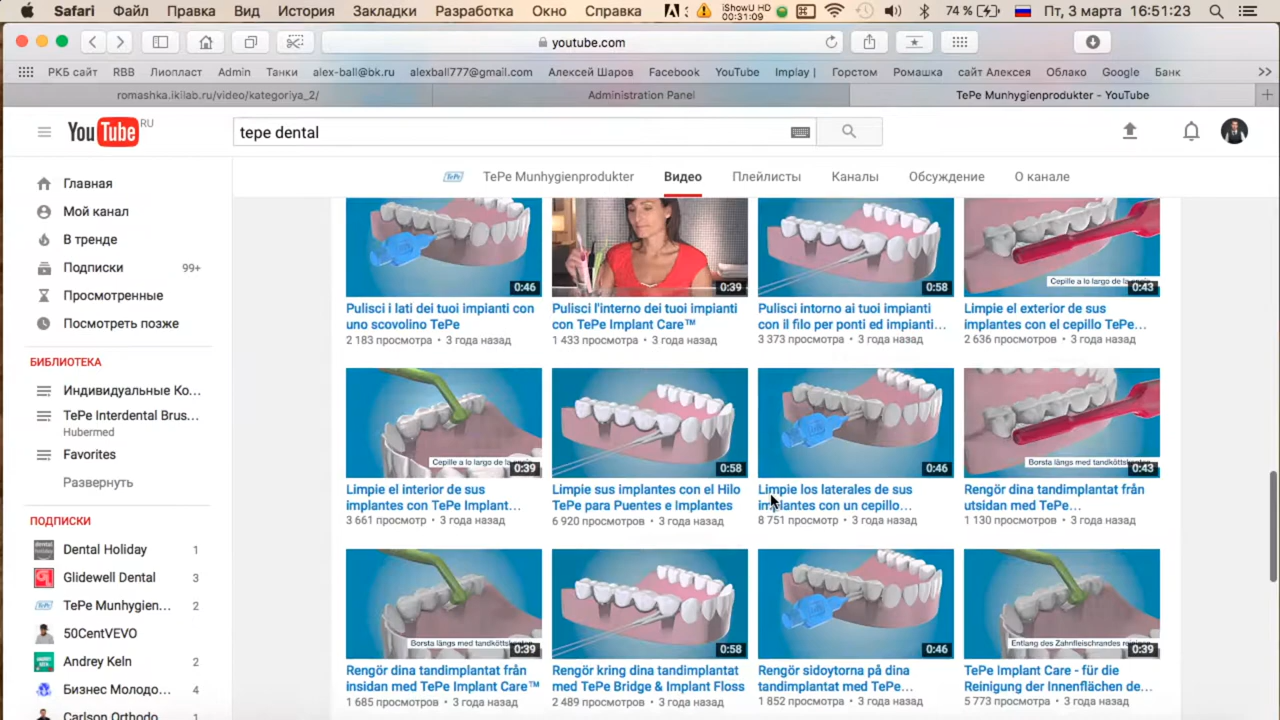 Safari Файл Правка Вид История Закладки Разработка Окно Справка
iShowU HD
00:31:09
74 % Пт, 3 марта 16:51:23
youtube.com
РКБ сайт RBB Лиопласт Admin Танки alex-ball@bk.ru alexball777@gmail.com Алексей Шаров Facebook YouTube Implay | Горстом Ромашка сайт Алексея Облако Google Банк
romashka.ikilab.ru/video/kategoriya_2/ Administration Panel TePe Munhygienprodukter - YouTube
YouTube RU
tepe dental
TePe Munhygienprodukter Видео Плейлисты Каналы Обсуждение О канале
Главная
Мой канал
В тренде
Подписки 99+
Просмотренные
Посмотреть позже
БИБЛИОТЕКА
Индивидуальные Ко...
TePe Interdental Brus...
Hubermed
Favorites
Развернуть
ПОДПИСКИ
Dental Holiday 1
Glidewell Dental 3
TePe Munhygien... 2
50CentVEVO
Andrey Keln 2
Бизнес Молодо... 4
Carlson Orthodo... 1
0:46
Pulisci i lati dei tuoi impianti con
uno scovolino TePe
2 183 просмотра • 3 года назад
0:39
Pulisci l'interno dei tuoi impianti
con TePe Implant Care™
1 433 просмотра • 3 года назад
0:58
Pulisci intorno ai tuoi impianti
con il filo per ponti ed impianti...
3 373 просмотра • 3 года назад
0:43
Limpie el exterior de sus
implantes con el cepillo TePe...
2 636 просмотров • 3 года назад
0:39
Limpie el interior de sus
implantes con TePe Implant...
3 661 просмотр • 3 года назад
0:58
Limpie sus implantes con el Hilo
TePe para Puentes e Implantes
6 920 просмотров • 3 года назад
0:46
Limpie los laterales de sus
implantes con un cepillo...
8 751 просмотр • 3 года назад
Borsta längs med tandkött
0:43
Rengör dina tandimplantat från
utsidan med TePe...
1 130 просмотров • 3 года назад
Borsta längs med tandkött
0:39
Rengör dina tandimplantat från
insidan med TePe Implant Care™
1 685 просмотров • 3 года назад
0:58
Rengör kring dina tandimplantat
med TePe Bridge & Implant Floss
2 489 просмотров • 3 года назад
0:46
Rengör sidoytorna på dina
tandimplantat med TePe...
1 852 просмотра • 3 года назад
Entlang des Zahnfleischrandes reinigen
0:39
TePe Implant Care - für die
Reinigung der Innenflächen de...
5 773 просмотра • 3 года назад